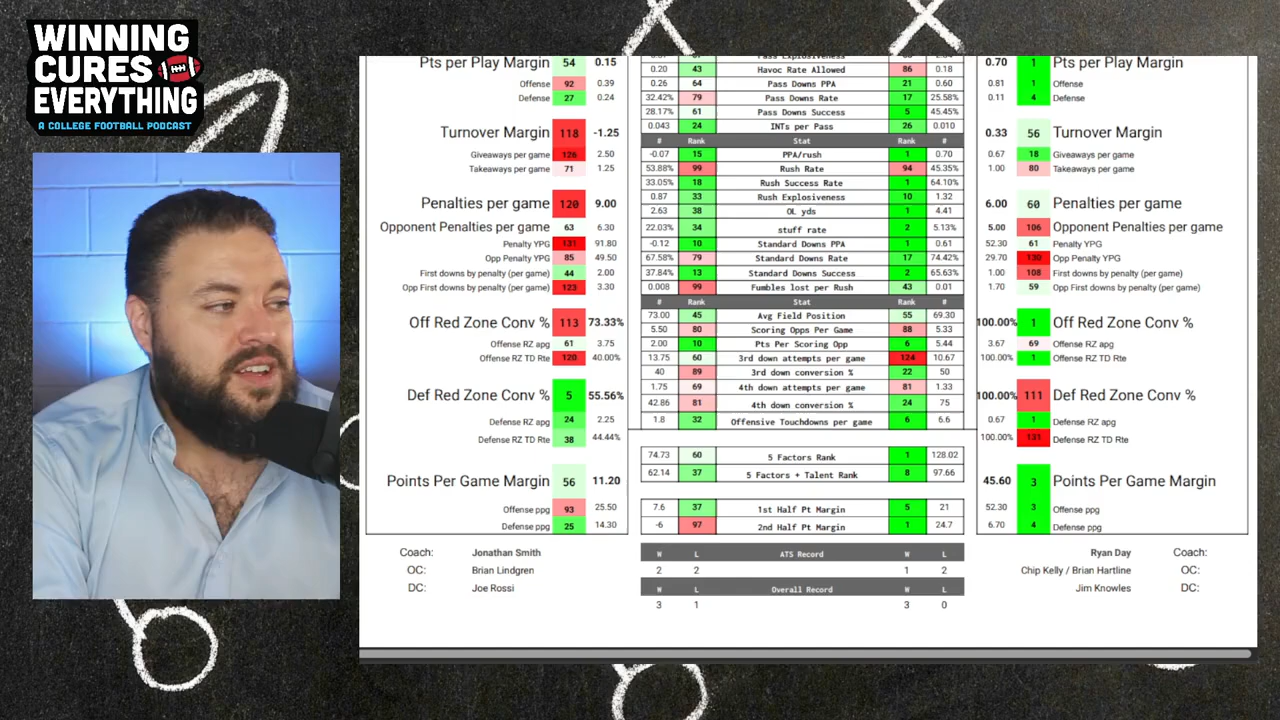 WINNING
CURES
EVERYTHING
A COLLEGE FOOTBALL PODCAST
Pts per Play Margin 54 0.15
Offense 92 0.39
Defense 27 0.24
Turnover Margin 118 -1.25
Giveaways per game 126 2.50
Takeaways per game 71 1.25
Penalties per game 120 9.00
Opponent Penalties per game 63 6.30
Penalty YPG 131 91.80
Opp Penalty YPG 85 49.50
First downs by penalty (per game) 44 2.00
Opp First downs by penalty (per game) 123 3.30
Off Red Zone Conv % 113 73.33%
Offense RZ apg 61 3.75
Offense RZ TD Rte 120 40.00%
Def Red Zone Conv % 5 55.56%
Defense RZ apg 24 2.25
Defense RZ TD Rte 38 44.44%
Points Per Game Margin 56 11.20
Offense ppg 93 25.50
Defense ppg 25 14.30
Coach: Jonathan Smith
OC: Brian Lindgren
DC: Joe Rossi
0.20 43 Havoc Rate Allowed 86 0.18
0.26 64 Pass Downs PPA 21 0.60
32.42% 79 Pass Downs Rate 17 25.58%
28.17% 61 Pass Downs Success 5 45.45%
0.043 24 INTs per Pass 26 0.010
# Rank Stat Rank #
-0.07 15 PPA/rush 1 0.70
53.88% 99 Rush Rate 94 45.35%
33.05% 18 Rush Success Rate 1 64.10%
0.87 33 Rush Explosiveness 10 1.32
2.63 38 OL yds 1 4.41
22.03% 34 stuff rate 2 5.13%
-0.12 10 Standard Downs PPA 1 0.61
67.58% 79 Standard Downs Rate 17 74.42%
37.84% 13 Standard Downs Success 2 65.63%
0.008 99 Fumbles lost per Rush 43 0.01
# Rank Stat Rank #
73.00 45 Avg Field Position 55 69.30
5.50 80 Scoring Opps Per Game 88 5.33
2.00 10 Pts Per Scoring Opp 6 5.44
13.75 60 3rd down attempts per game 124 10.67
40 89 3rd down conversion % 22 50
1.75 69 4th down attempts per game 81 1.33
42.86 81 4th down conversion % 24 75
1.8 32 Offensive Touchdowns per game 6 6.6
74.73 60 5 Factors Rank 1 128.02
62.14 37 5 Factors + Talent Rank 8 97.66
7.6 37 1st Half Pt Margin 5 21
-6 97 2nd Half Pt Margin 1 24.7
W L ATS Record W L
2 2 1 2
W L Overall Record W L
3 1 3 0
0.70 1 Pts per Play Margin
0.81 1 Offense
0.11 4 Defense
0.33 56 Turnover Margin
0.67 18 Giveaways per game
1.00 80 Takeaways per game
6.00 60 Penalties per game
5.00 106 Opponent Penalties per game
52.30 61 Penalty YPG
29.70 130 Opp Penalty YPG
1.00 108 First downs by penalty (per game)
1.70 59 Opp First downs by penalty (per game)
100.00% 1 Off Red Zone Conv %
3.67 69 Offense RZ apg
100.00% 1 Offense RZ TD Rte
100.00% 111 Def Red Zone Conv %
0.67 1 Defense RZ apg
100.00% 131 Defense RZ TD Rte
45.60 3 Points Per Game Margin
52.30 3 Offense ppg
6.70 4 Defense ppg
Ryan Day Coach:
Chip Kelly / Brian Hartline OC:
Jim Knowles DC: